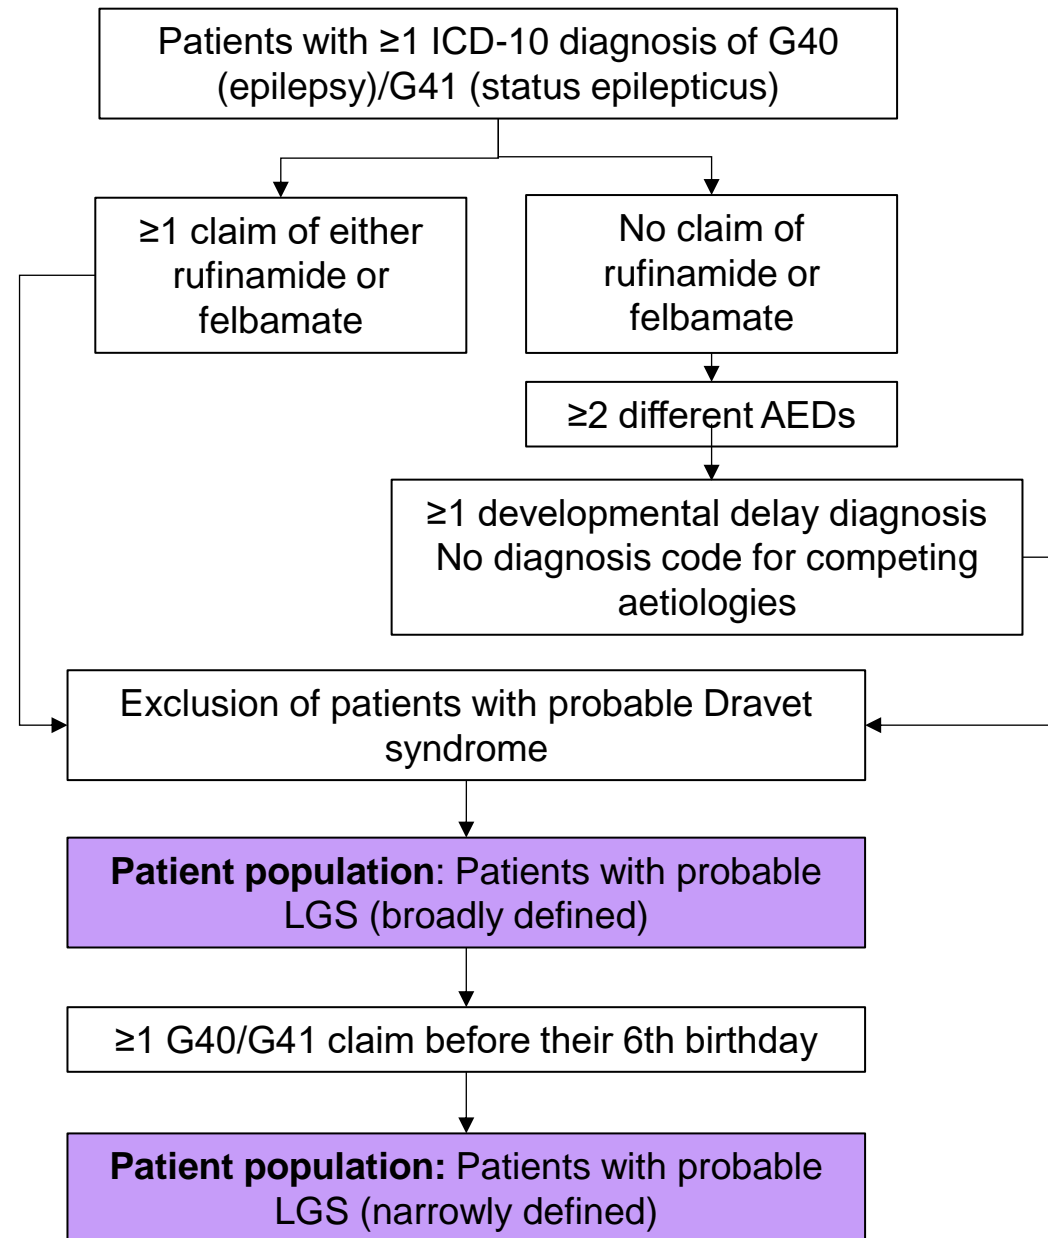 Patients with ≥1 ICD-10 diagnosis of G40
(epilepsy)/G41 (status epilepticus)
≥1 claim of either
rufinamide or
felbamate
No claim of
rufinamide or
felbamate
≥2 different AEDs
≥1 developmental delay diagnosis
No diagnosis code for competing
aetiologies
Exclusion of patients with probable Dravet
syndrome
Patient population: Patients with probable
LGS (broadly defined)
≥1 G40/G41 claim before their 6th birthday
Patient population: Patients with probable
LGS (narrowly defined)